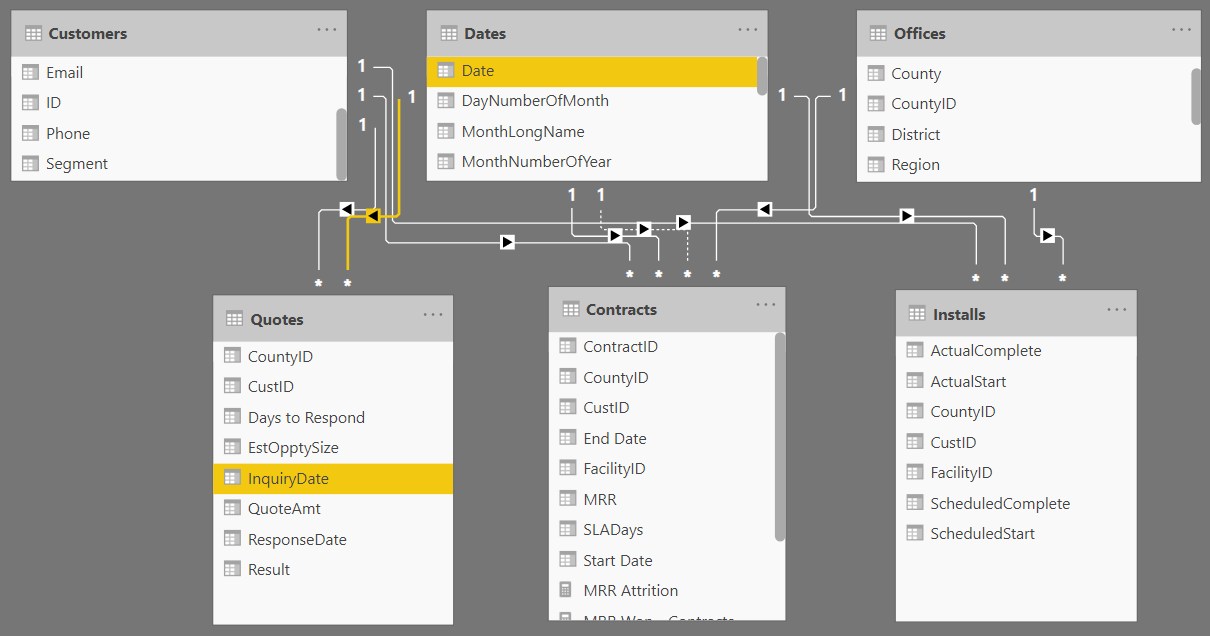 Customers
Email
ID
Phone
Segment
Dates
Date
DayNumberOfMonth
MonthLongName
MonthNumberOfYear
Offices
County
CountyID
District
Region
1
1
1
1
1
1
1
1
1
*
*
*
*
*
*
*
*
*
Quotes
CountyID
CustID
Days to Respond
EstOpptySize
InquiryDate
QuoteAmt
ResponseDate
Result
Contracts
ContractID
CountyID
CustID
End Date
FacilityID
MRR
SLADays
Start Date
MRR Attrition
Installs
ActualComplete
ActualStart
CountyID
CustID
FacilityID
ScheduledComplete
ScheduledStart